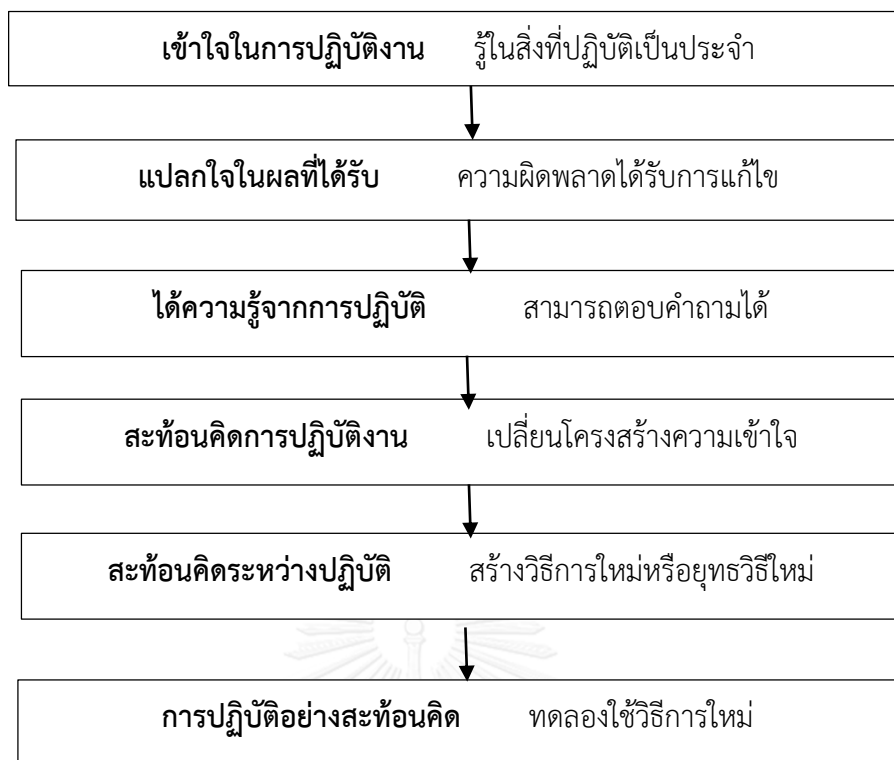 เข้าใจในการปฏิบัติงาน รู้ในสิ่งที่ปฏิบัติเป็นประจำ
แปลกใจในผลที่ได้รับ ความผิดพลาดได้รับการแก้ไข
ได้ความรู้จากการปฏิบัติ สามารถตอบคำถามได้
สะท้อนคิดการปฏิบัติงาน เปลี่ยนโครงสร้างความเข้าใจ
สะท้อนคิดระหว่างปฏิบัติ สร้างวิธีการใหม่หรือยุทธวิธีใหม่
การปฏิบัติอย่างสะท้อนคิด ทดลองใช้วิธีการใหม่